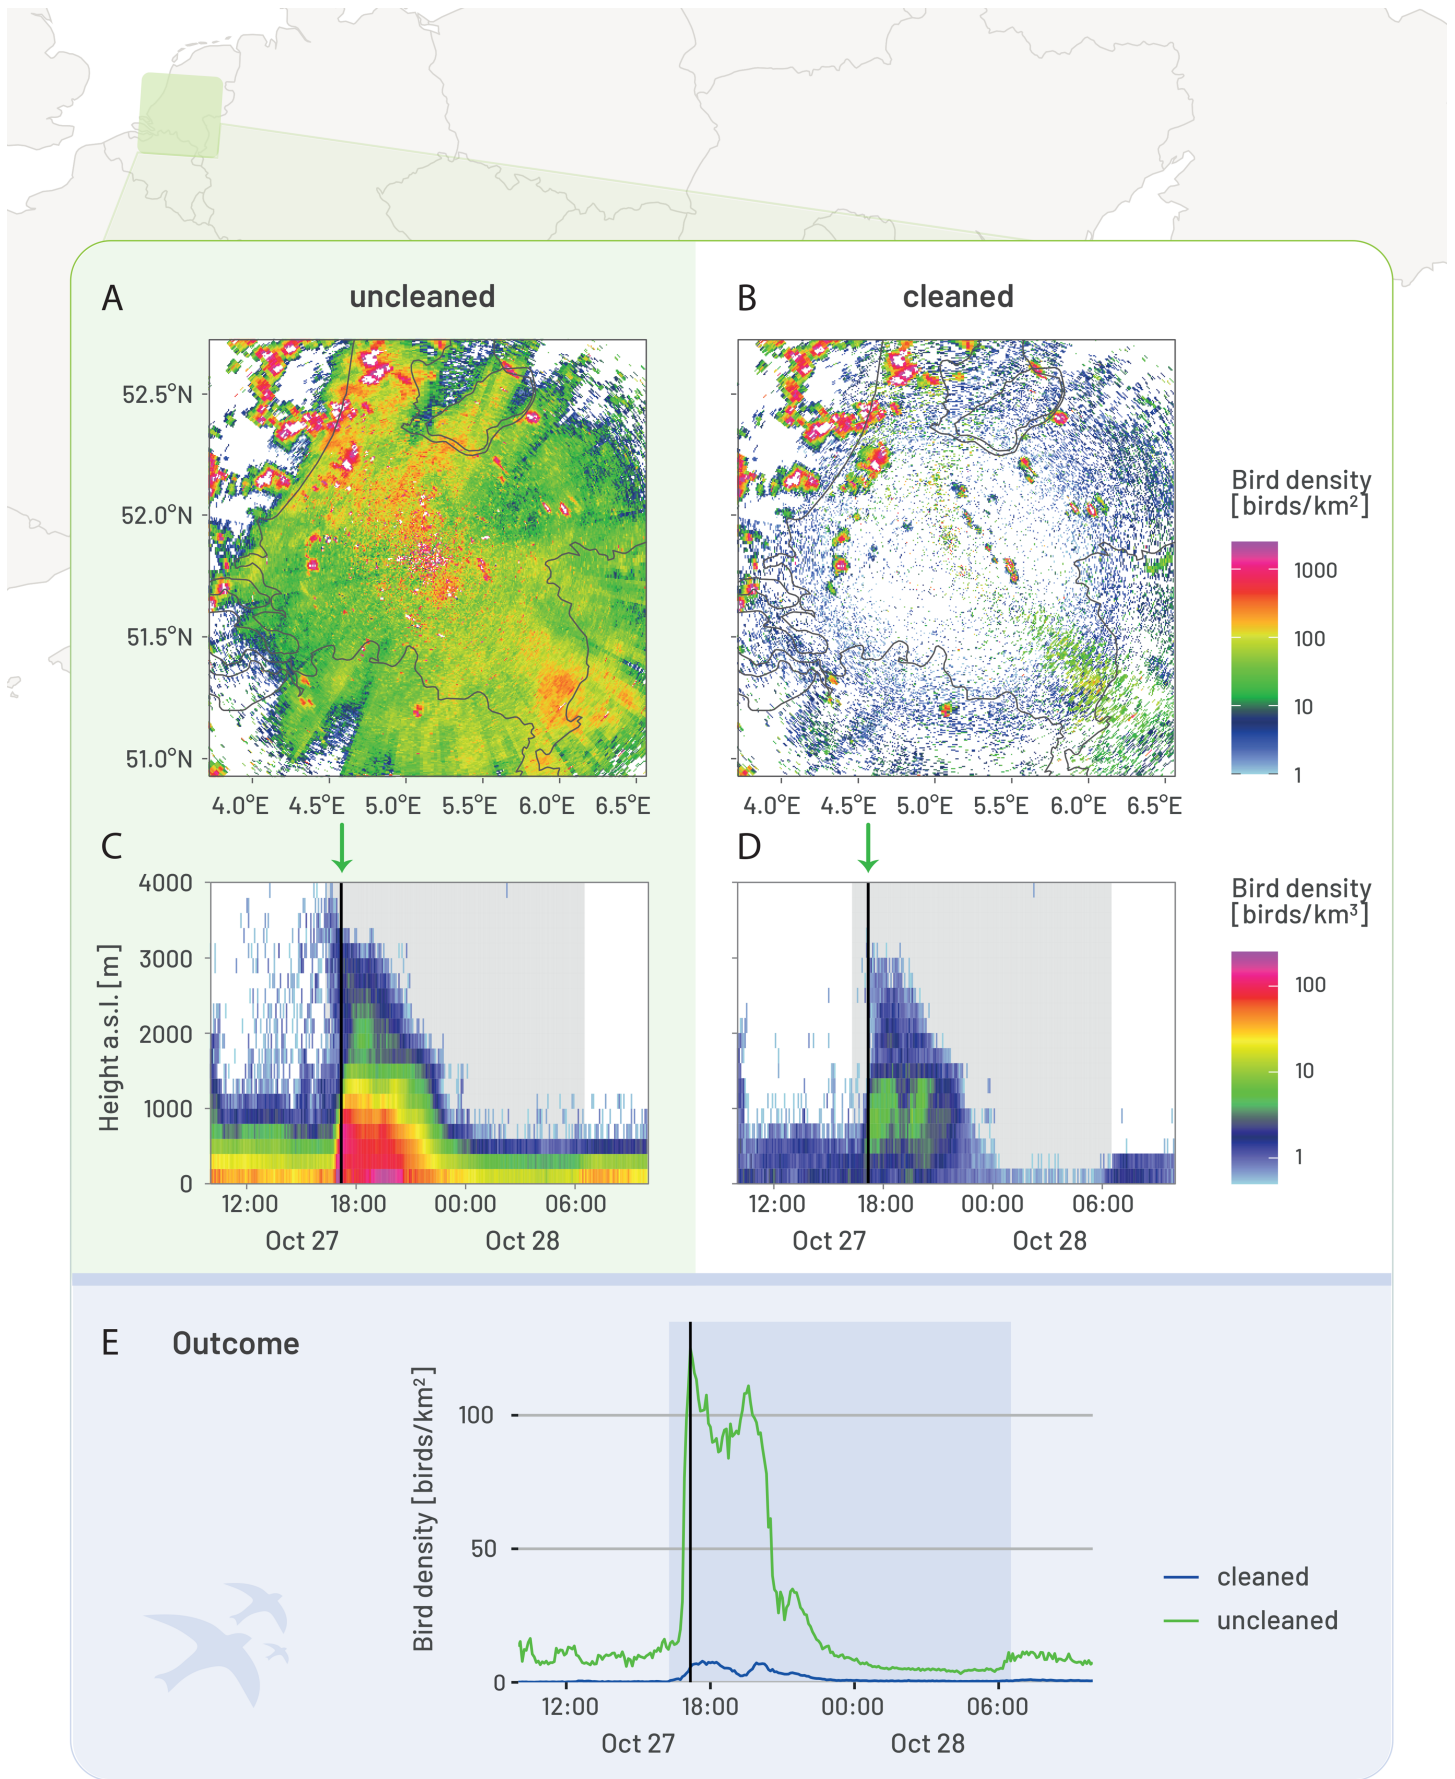 A
uncleaned
B
cleaned
52.5°N
52.0°N
51.5°N
51.0°N
4.0°E 4.5°E 5.0°E 5.5°E 6.0°E 6.5°E
4.0°E 4.5°E 5.0°E 5.5°E 6.0°E 6.5°E
Bird density
[birds/km²]
1000
100
10
1
C
D
Height a.s.l. [m]
4000
3000
2000
1000
0
12:00 18:00 00:00 06:00
Oct 27 Oct 28
12:00 18:00 00:00 06:00
Oct 27 Oct 28
Bird density
[birds/km³]
100
10
1
E
Outcome
Bird density [birds/km²]
100
50
0
12:00 18:00 00:00 06:00
Oct 27 Oct 28
cleaned
uncleaned